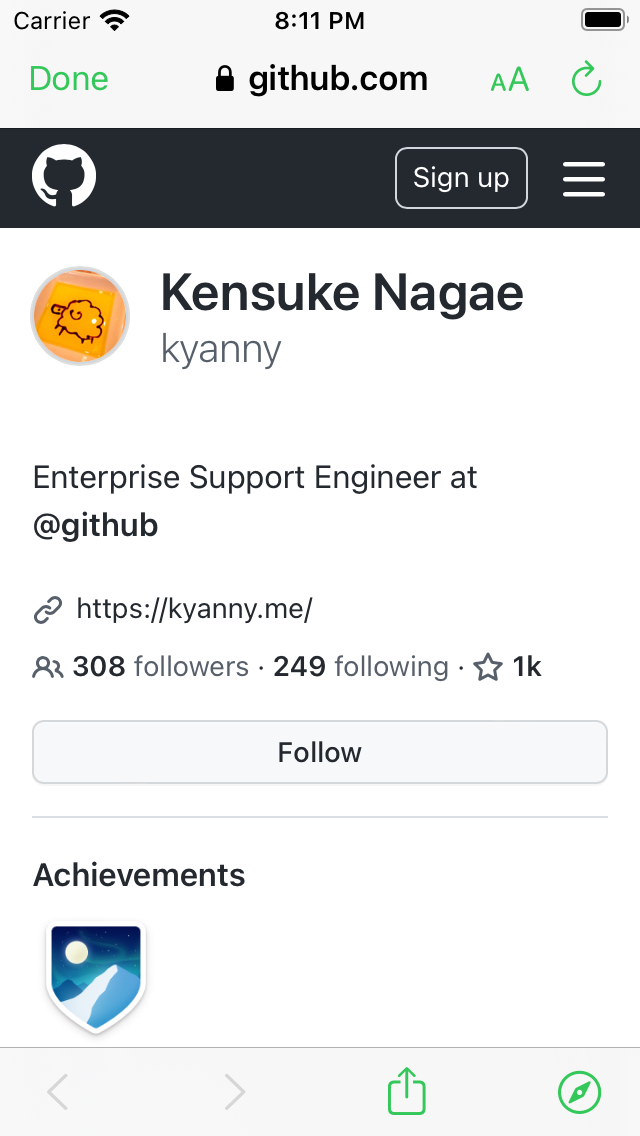 Carrier 8:11 PM
Done github.com AA
Sign up
Kensuke Nagae
kyanny
Enterprise Support Engineer at
@github
https://kyanny.me/
308 followers · 249 following · 1k
Follow
Achievements